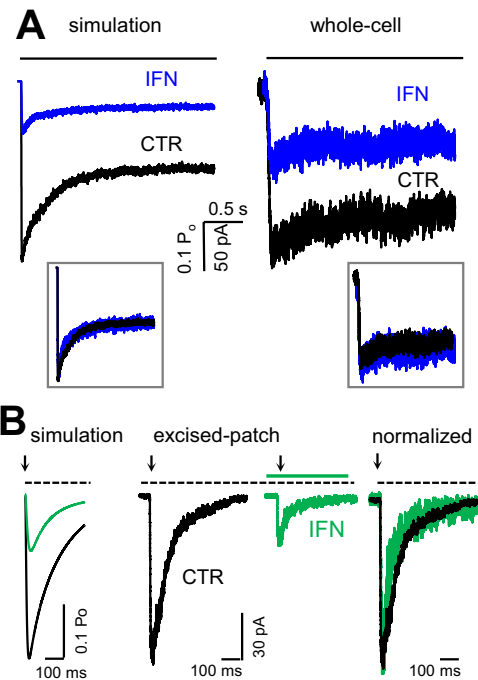 A
simulation
whole-cell
IFN
IFN
CTR
CTR
0.5 s
0.1 Po
50 pA
B
simulation
excised-patch
normalized
IFN
CTR
0.1 Po
30 pA
100 ms
100 ms
100 ms